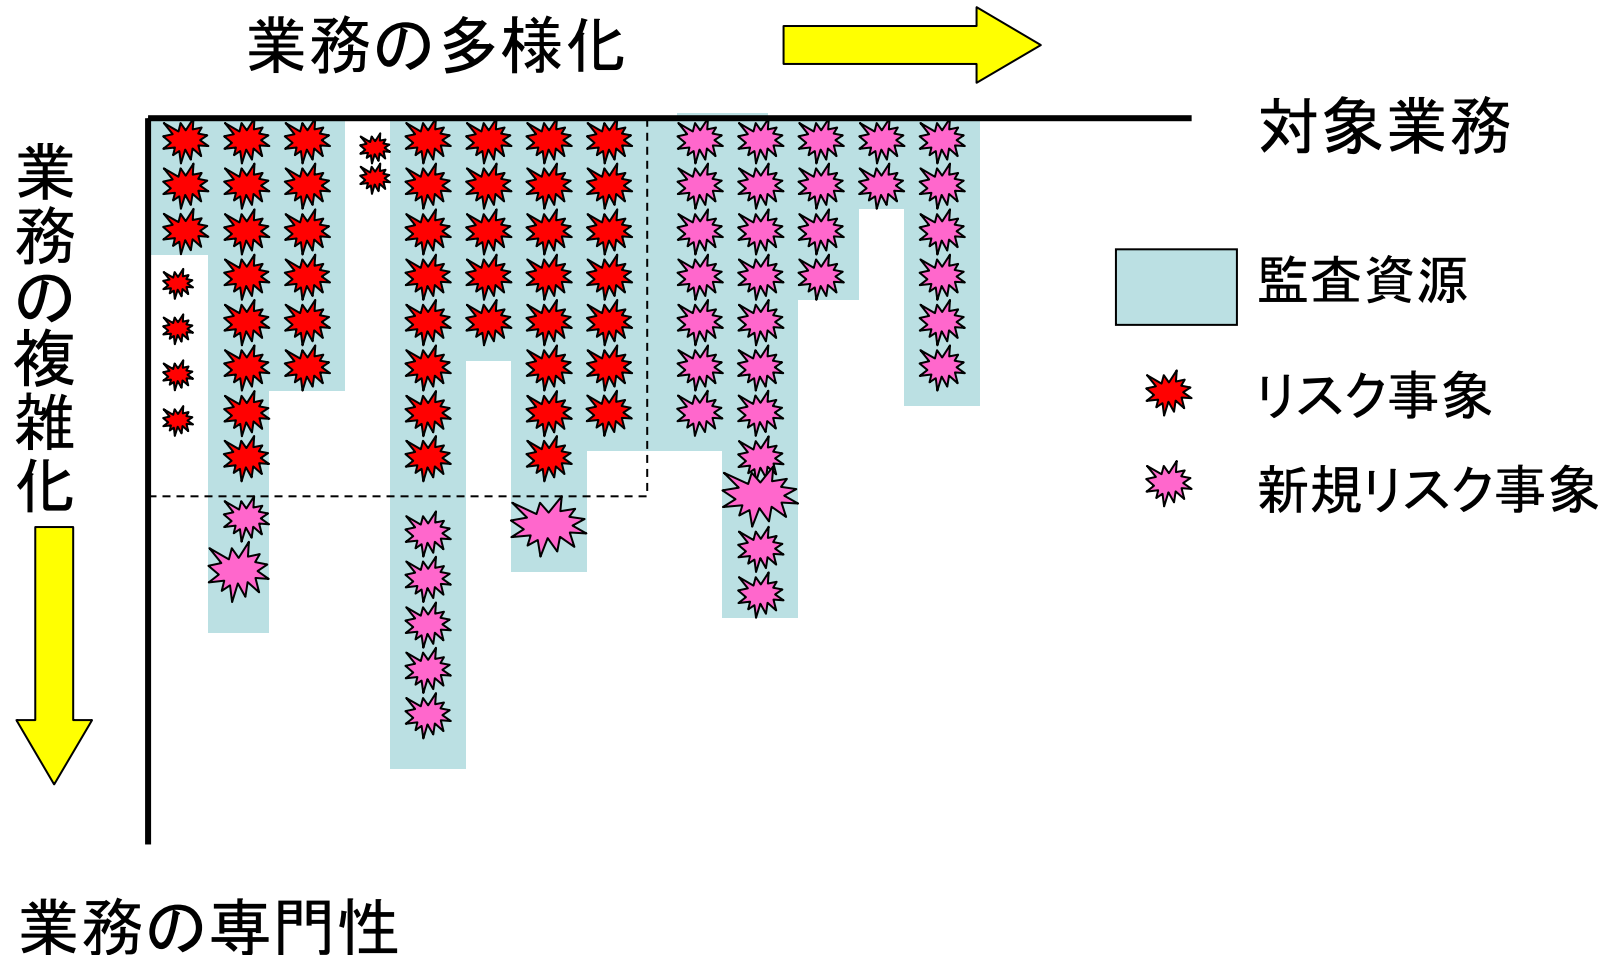 業務の多様化
対象業務
業務の複雑化
監査資源
リスク事象
新規リスク事象
業務の専門性